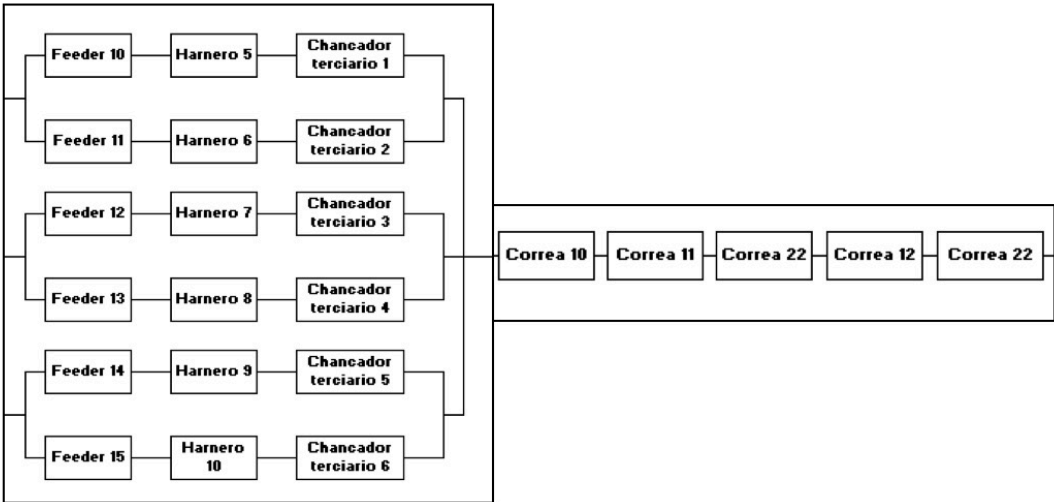 Feeder 10
Harnero 5
Chancador
terciario 1
Feeder 11
Harnero 6
Chancador
terciario 2
Feeder 12
Harnero 7
Chancador
terciario 3
Feeder 13
Harnero 8
Chancador
terciario 4
Feeder 14
Harnero 9
Chancador
terciario 5
Feeder 15
Harnero
10
Chancador
terciario 6
Correa 10
Correa 11
Correa 22
Correa 12
Correa 22